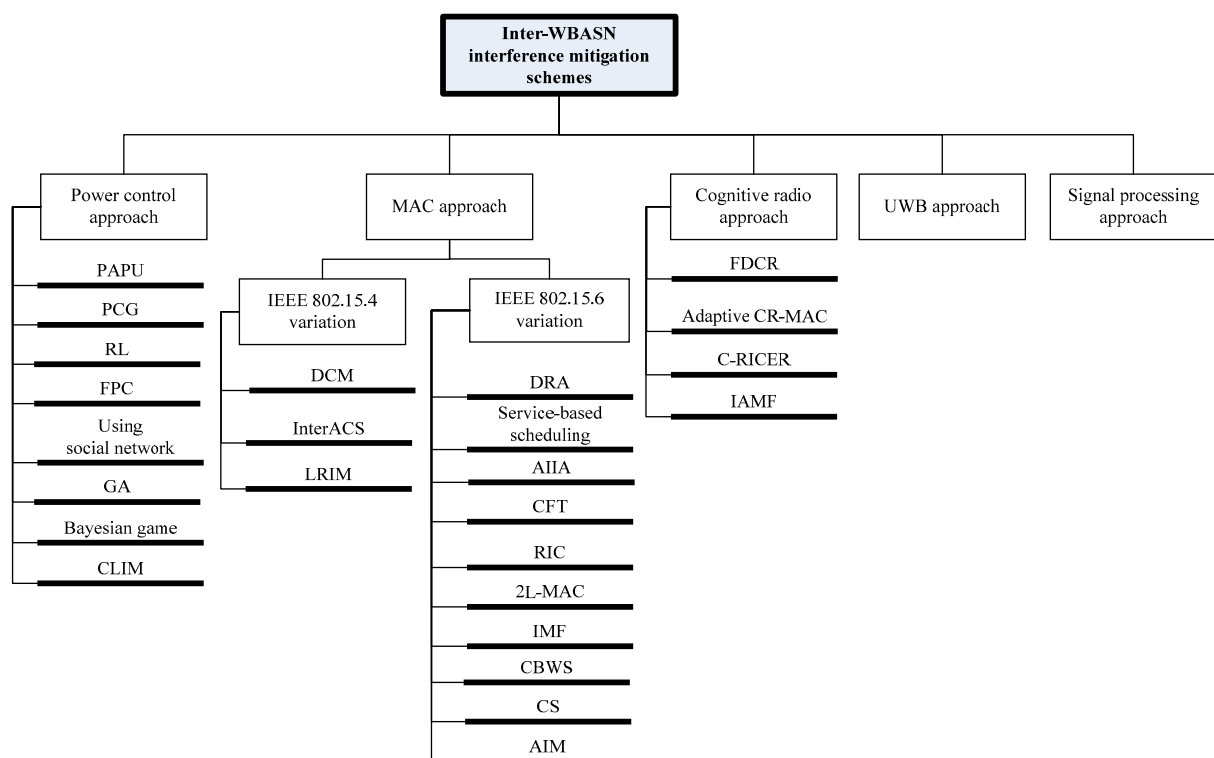 Inter-WBASN
interference mitigation
schemes
Power control
approach
MAC approach
Cognitive radio
approach
UWB approach
Signal processing
approach
PAPU
PCG
RL
FPC
Using
social network
GA
Bayesian game
CLIM
IEEE 802.15.4
variation
DCM
InterACS
LRIM
IEEE 802.15.6
variation
DRA
Service-based
scheduling
AIIA
CFT
RIC
2L-MAC
IMF
CBWS
CS
AIM
FDCR
Adaptive CR-MAC
C-RICER
IAMF